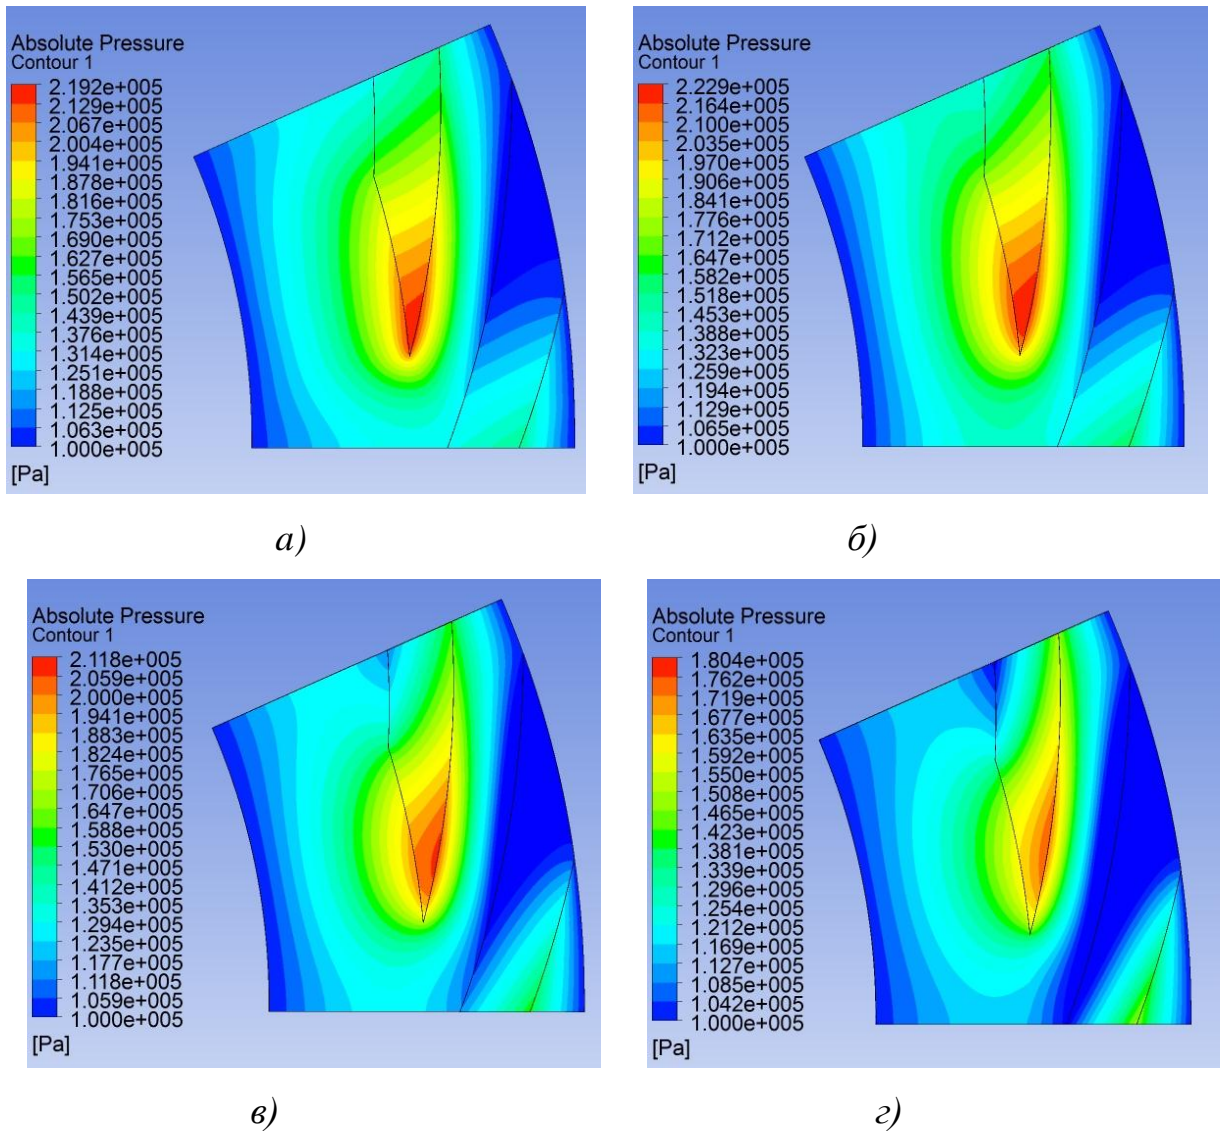 Absolute Pressure
Contour 1
2.192e+005
2.129e+005
2.067e+005
2.004e+005
1.941e+005
1.878e+005
1.816e+005
1.753e+005
1.690e+005
1.627e+005
1.565e+005
1.502e+005
1.439e+005
1.376e+005
1.314e+005
1.251e+005
1.188e+005
1.125e+005
1.063e+005
1.000e+005
[Pa]
а)
Absolute Pressure
Contour 1
2.229e+005
2.164e+005
2.100e+005
2.035e+005
1.970e+005
1.906e+005
1.841e+005
1.776e+005
1.712e+005
1.647e+005
1.582e+005
1.518e+005
1.453e+005
1.388e+005
1.323e+005
1.259e+005
1.194e+005
1.129e+005
1.065e+005
1.000e+005
[Pa]
б)
Absolute Pressure
Contour 1
2.118e+005
2.059e+005
2.000e+005
1.941e+005
1.883e+005
1.824e+005
1.765e+005
1.706e+005
1.647e+005
1.588e+005
1.530e+005
1.471e+005
1.412e+005
1.353e+005
1.294e+005
1.235e+005
1.177e+005
1.118e+005
1.059e+005
1.000e+005
[Pa]
в)
Absolute Pressure
Contour 1
1.804e+005
1.762e+005
1.719e+005
1.677e+005
1.635e+005
1.592e+005
1.550e+005
1.508e+005
1.465e+005
1.423e+005
1.381e+005
1.339e+005
1.296e+005
1.254e+005
1.212e+005
1.169e+005
1.127e+005
1.085e+005
1.042e+005
1.000e+005
[Pa]
г)